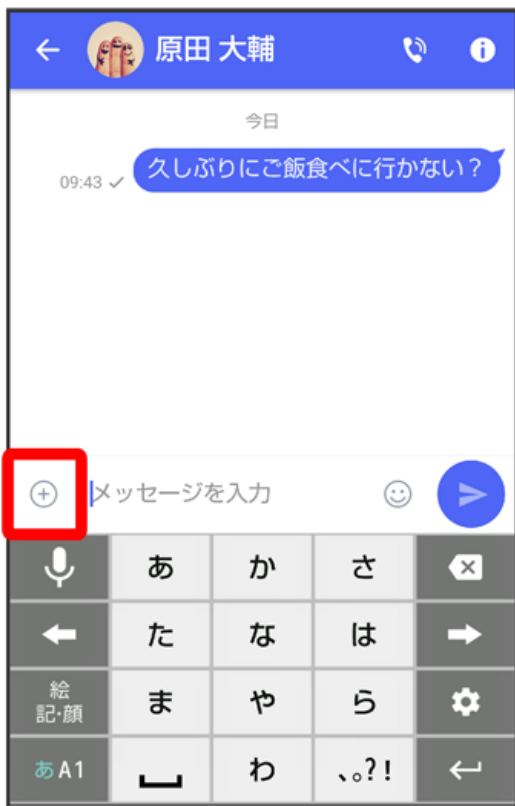 原田 大輔
今日
久しぶりにご飯食べに行かない？
09:43
メッセージを入力
あ か さ
た な は
絵
記･顔
ま や ら
あA1
わ 、。?!